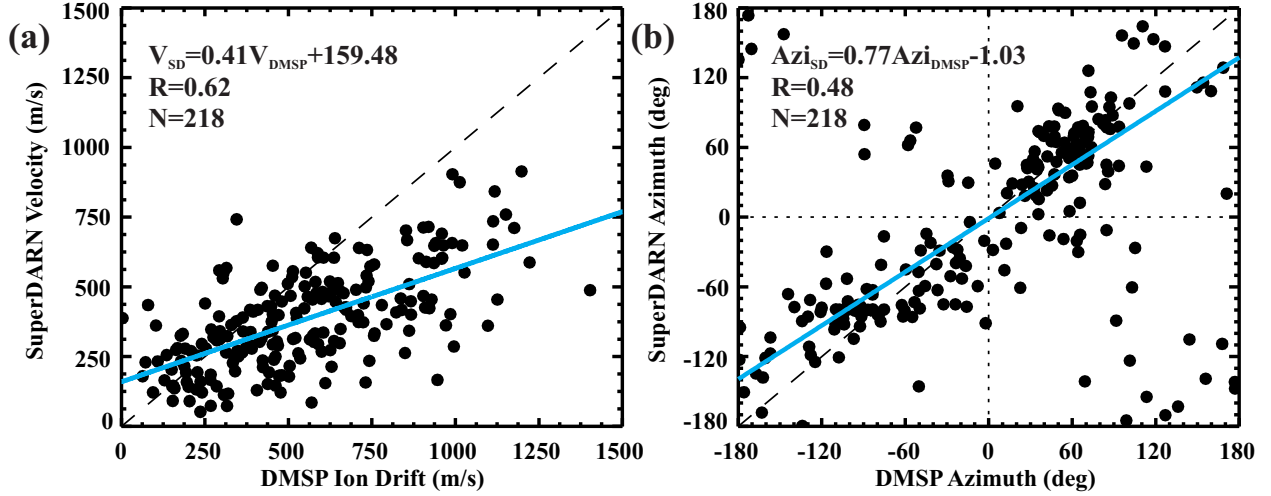 (a)
V_SD=0.41V_DMSP+159.48
R=0.62
N=218
1500
1250
1000
750
500
250
0
SuperDARN Velocity (m/s)
0 250 500 750 1000 1250 1500
DMSP Ion Drift (m/s)
(b)
Azi_SD=0.77Azi_DMSP-1.03
R=0.48
N=218
180
120
60
0
-60
-120
-180
SuperDARN Azimuth (deg)
-180 -120 -60 0 60 120 180
DMSP Azimuth (deg)